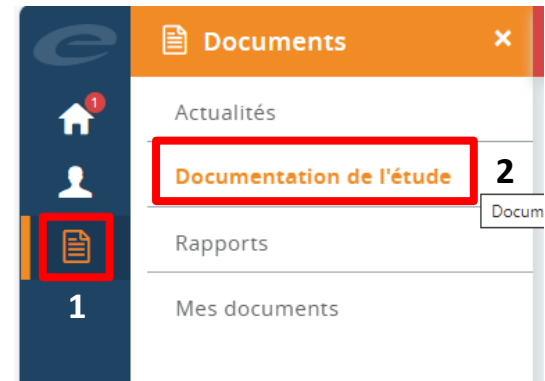 Documents ×
1
Actualités
Documentation de l'étude 2
Docum
Rapports
1 Mes documents